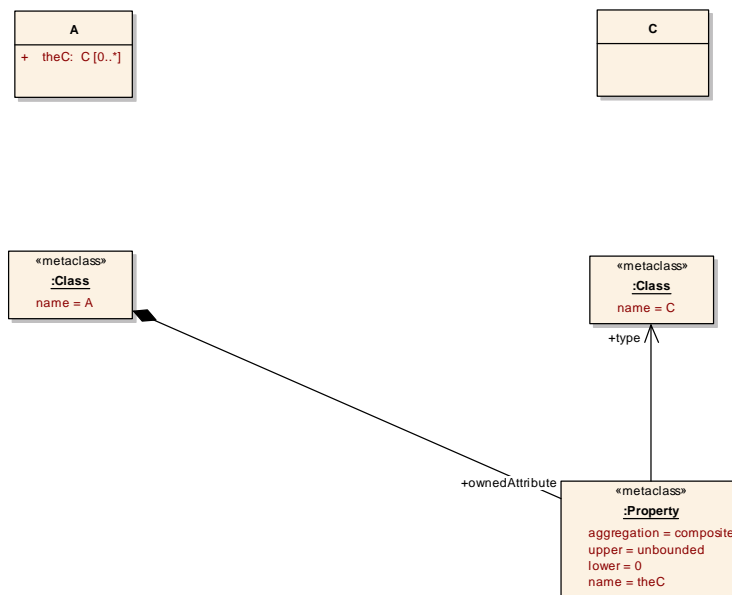 A
+ theC: C [0..*]
C
«metaclass»
:Class
name = A
«metaclass»
:Class
name = C
+type
+ownedAttribute
«metaclass»
:Property
aggregation = composite
upper = unbounded
lower = 0
name = theC